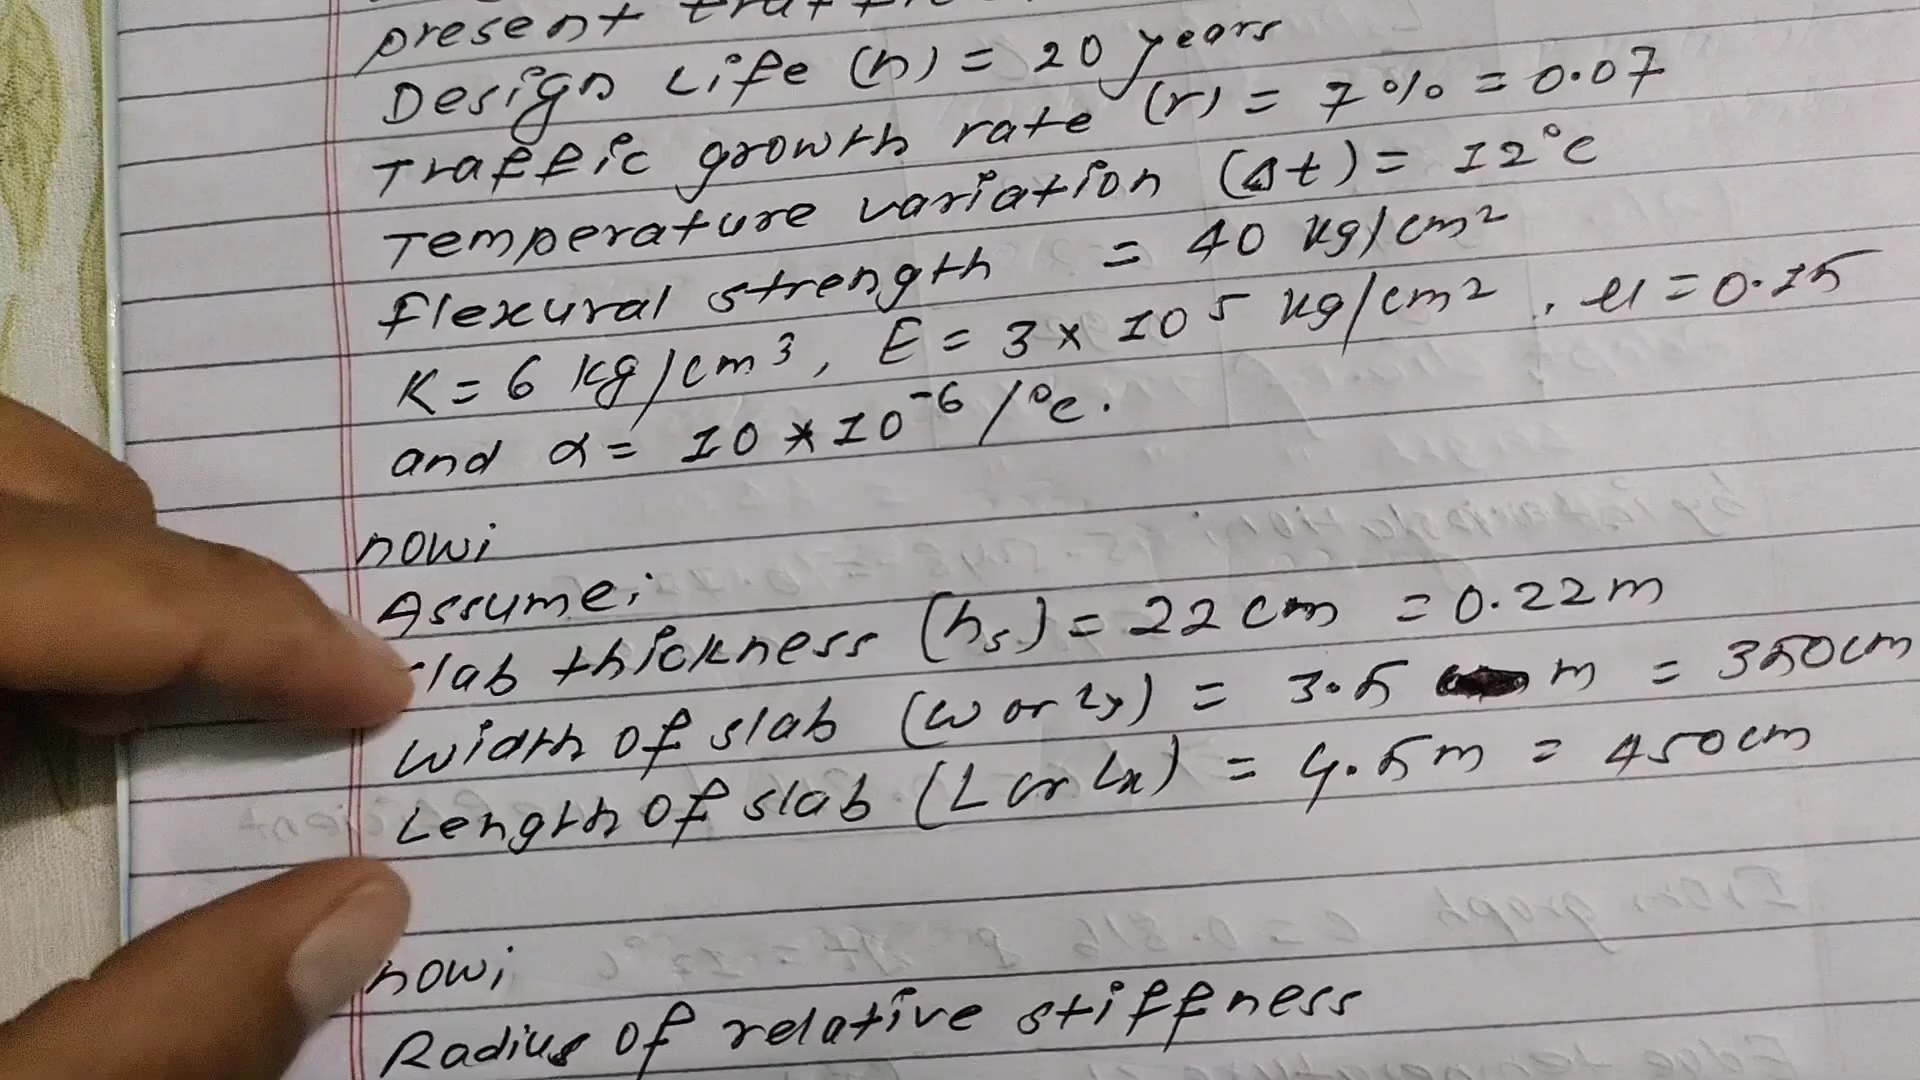 present traffic
Design Life (n) = 20 years
Traffic growth rate (r) = 7% = 0.07
Temperature variation (Δt) = 12°C
flexural strength = 40 kg/cm²
K = 6 kg/cm³, E = 3 × 10⁵ kg/cm², μ = 0.15
and α = 10 * 10⁻⁶ /°C.
now;
Assume;
slab thickness (hs) = 22 cm = 0.22m
width of slab (w or Ly) = 3.5 m = 350cm
Length of slab (L or Lx) = 4.5m = 450cm
now;
Radius of relative stiffness